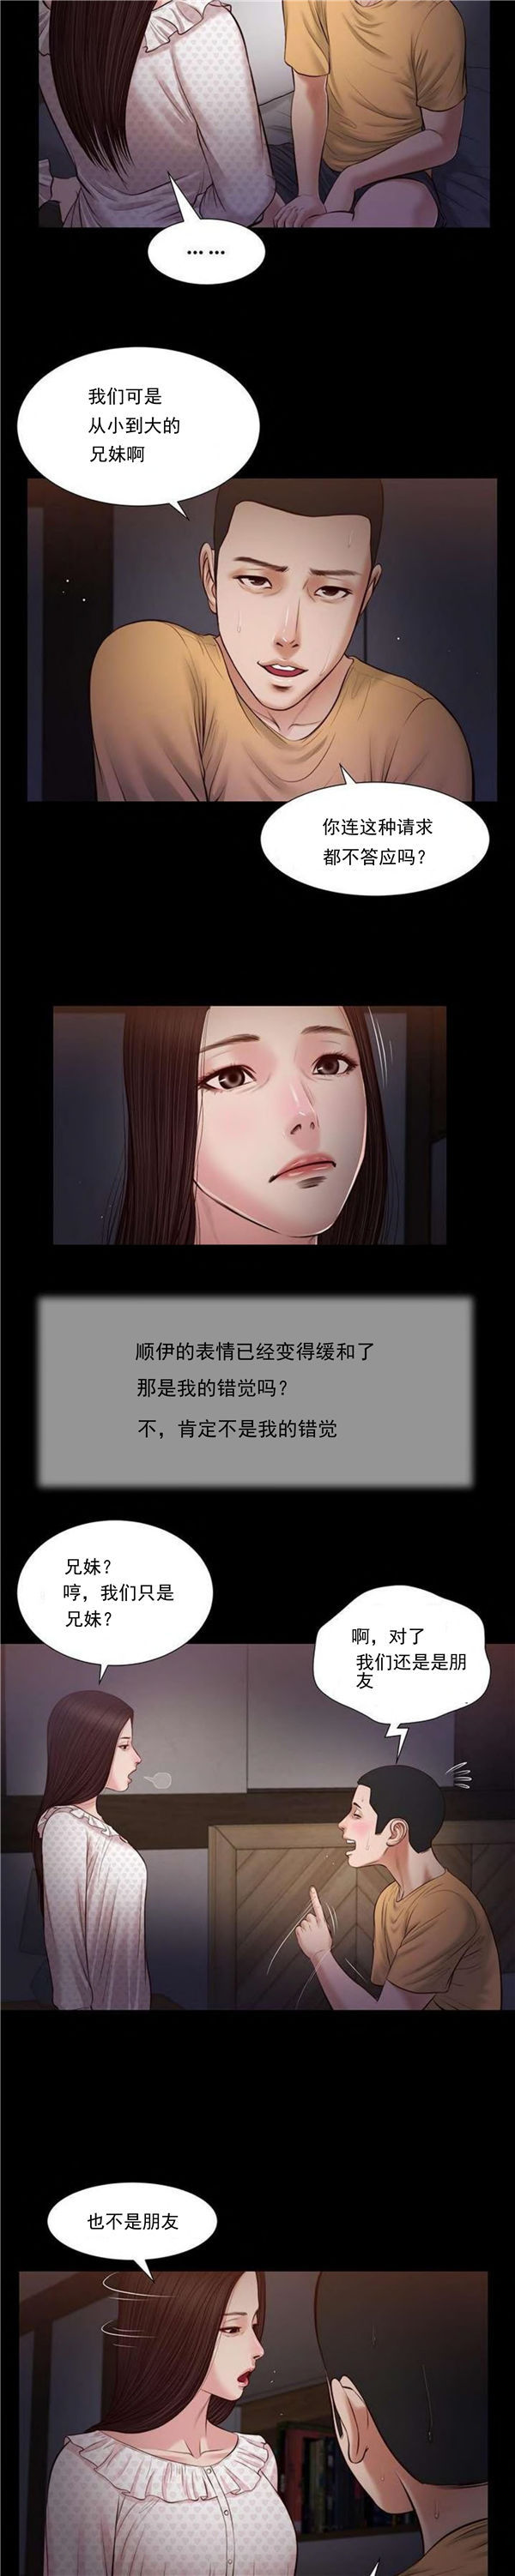 ... ...
我们可是
从小到大的
兄妹啊
你连这种请求
都不答应吗？
顺伊的表情已经变得缓和了
那是我的错觉吗？
不，肯定不是我的错觉
兄妹？
哼，我们只是
兄妹？
啊，对了
我们还是是朋
友
也不是朋友